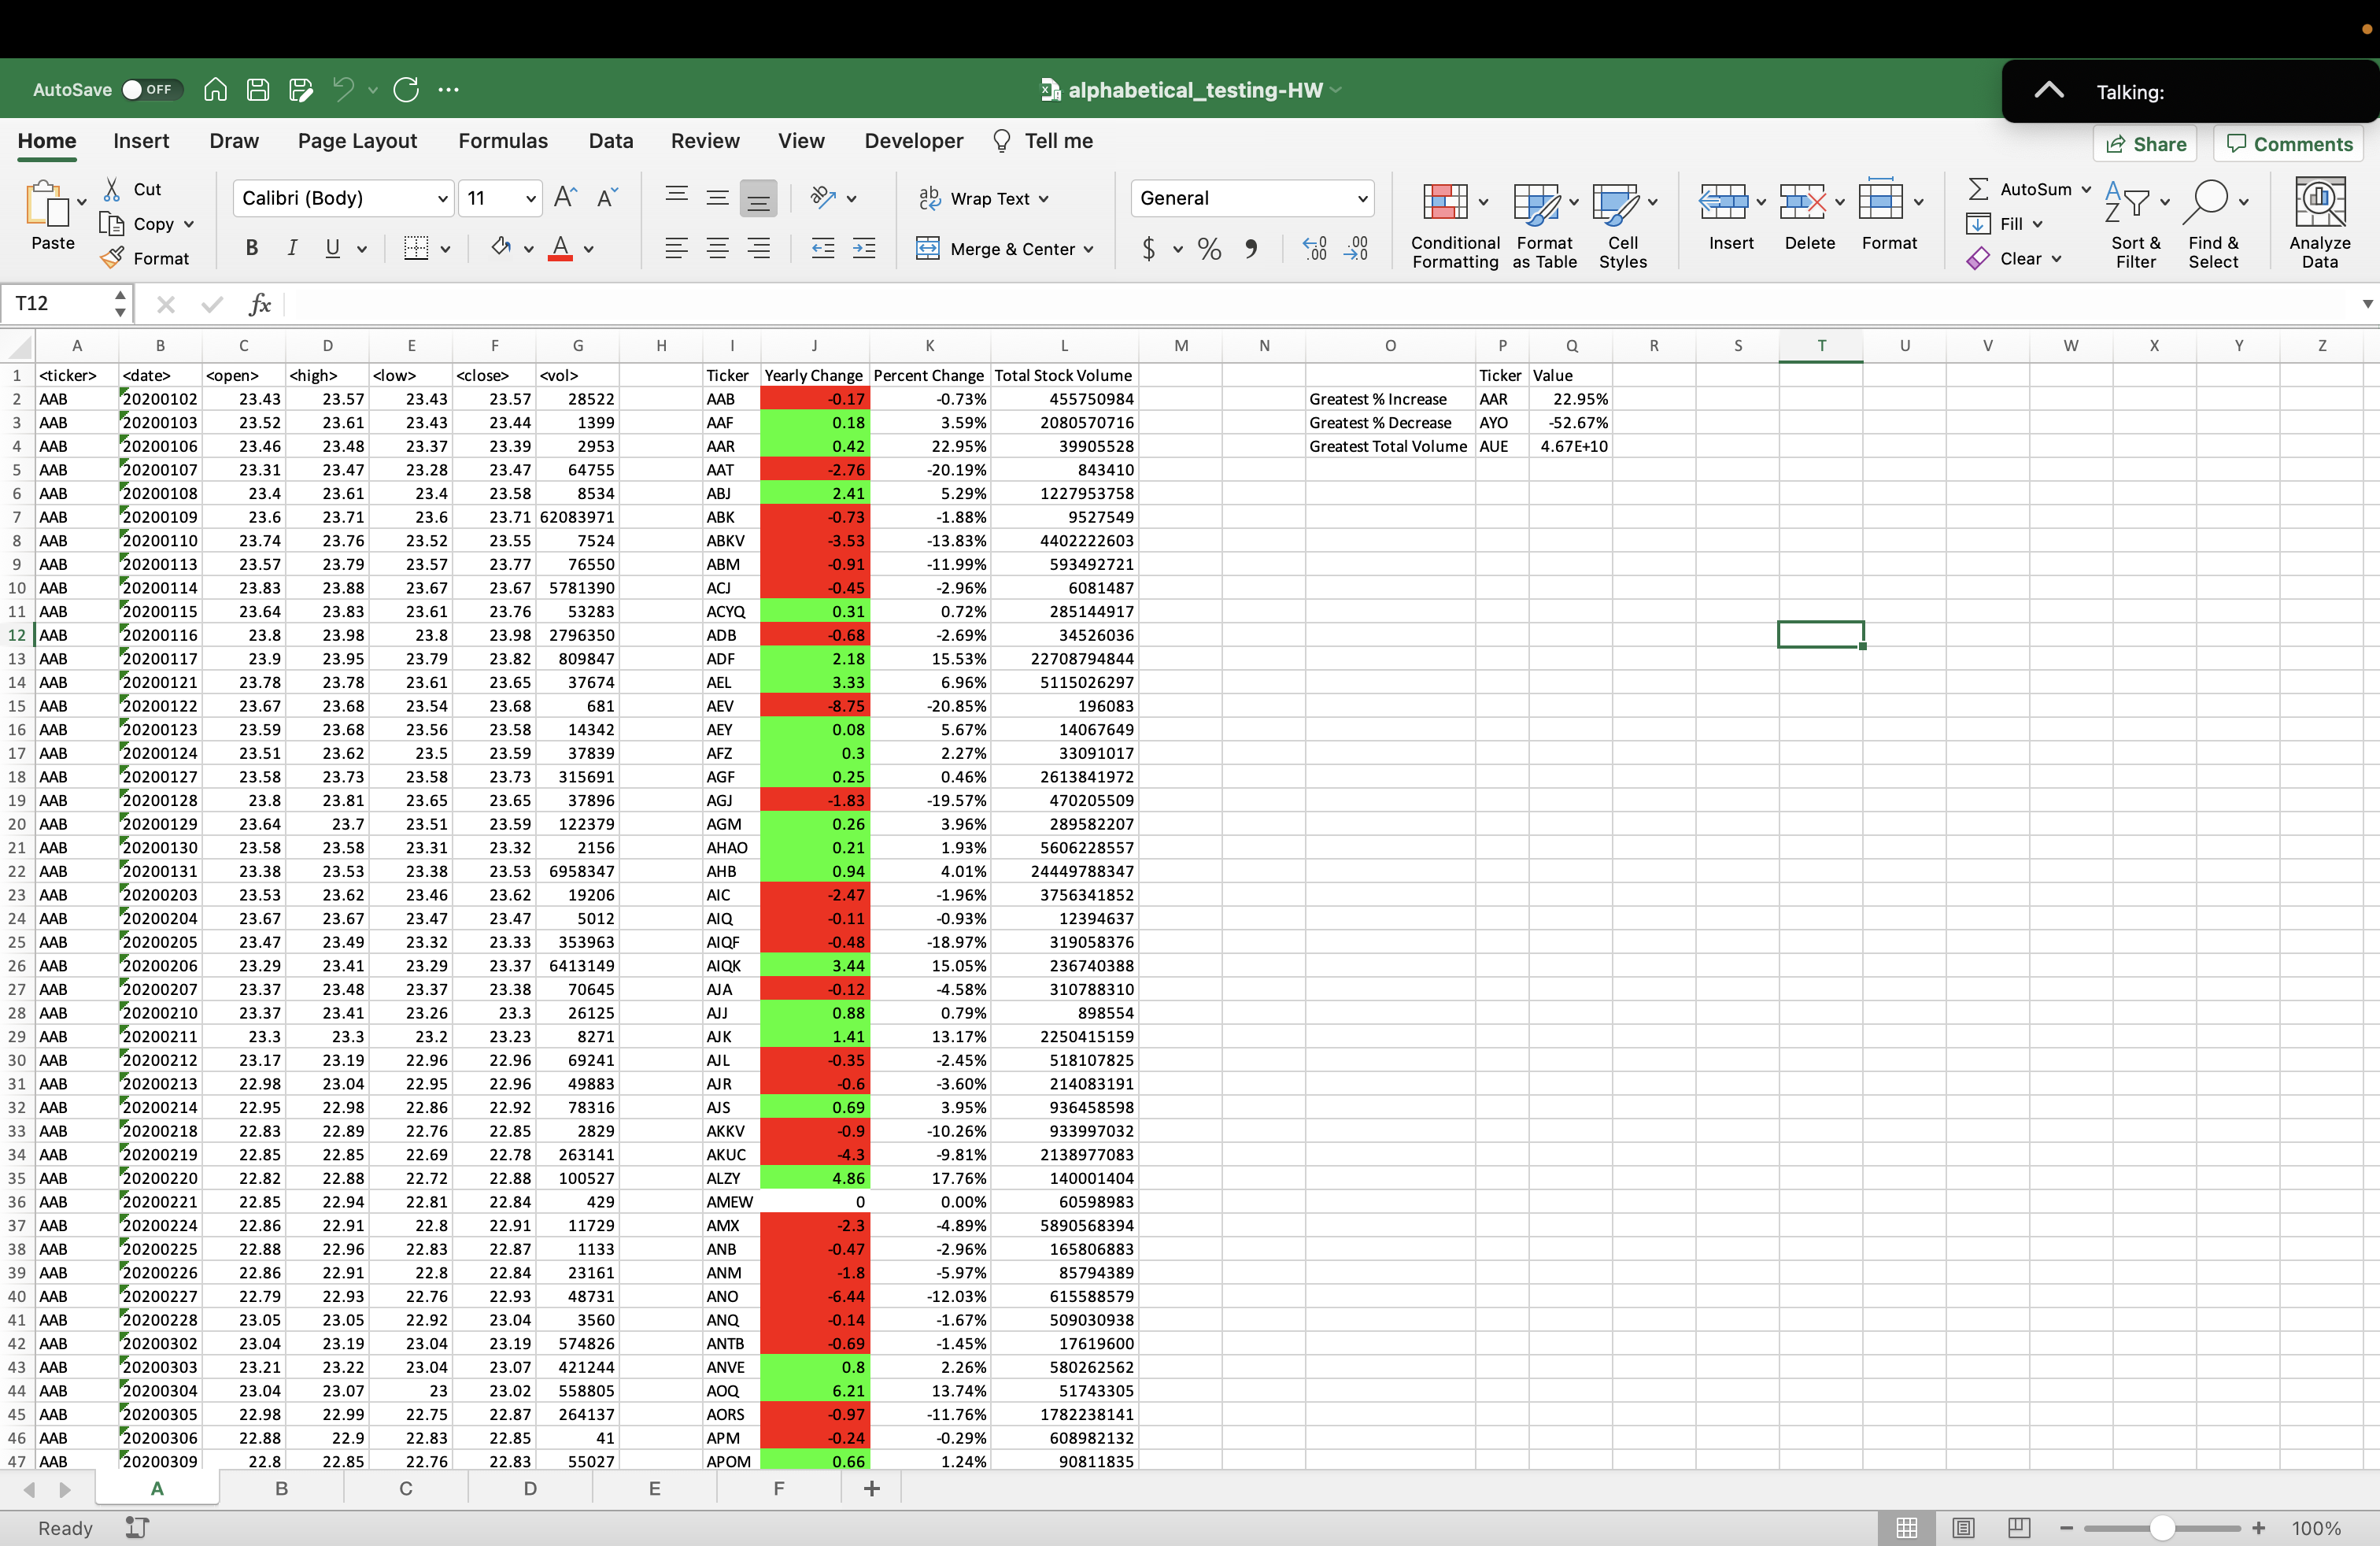 AutoSave OFF alphabetical_testing-HW Talking:
Home Insert Draw Page Layout Formulas Data Review View Developer Tell me Share Comments
Paste Cut Copy Format
Calibri (Body) 11
B I U A
Wrap Text Merge & Center
General
$ % 9
Conditional Formatting Format as Table Cell Styles
Insert Delete Format
AutoSum Fill Clear
Sort & Filter Find & Select Analyze Data
T12 fx
A B C D E F G H I J K L M N O P Q R S T U V W X Y Z
1 <ticker> <date> <open> <high> <low> <close> <vol> Ticker Yearly Change Percent Change Total Stock Volume Ticker Value
2 AAB 20200102 23.43 23.57 23.43 23.57 28522 AAB -0.17 -0.73% 455750984 Greatest % Increase AAR 22.95%
3 AAB 20200103 23.52 23.61 23.43 23.44 1399 AAF 0.18 3.59% 2080570716 Greatest % Decrease AYO -52.67%
4 AAB 20200106 23.46 23.48 23.37 23.39 2953 AAR 0.42 22.95% 39905528 Greatest Total Volume AUE 4.67E+10
5 AAB 20200107 23.31 23.47 23.28 23.47 64755 AAT -2.76 -20.19% 843410
6 AAB 20200108 23.4 23.61 23.4 23.58 8534 ABJ 2.41 5.29% 1227953758
7 AAB 20200109 23.6 23.71 23.6 23.71 62083971 ABK -0.73 -1.88% 9527549
8 AAB 20200110 23.74 23.76 23.52 23.55 7524 ABKV -3.53 -13.83% 4402222603
9 AAB 20200113 23.57 23.79 23.57 23.77 76550 ABM -0.91 -11.99% 593492721
10 AAB 20200114 23.83 23.88 23.67 23.67 5781390 ACJ -0.45 -2.96% 6081487
11 AAB 20200115 23.64 23.83 23.61 23.76 53283 ACYQ 0.31 0.72% 285144917
12 AAB 20200116 23.8 23.98 23.8 23.98 2796350 ADB -0.68 -2.69% 34526036
13 AAB 20200117 23.9 23.95 23.79 23.82 809847 ADF 2.18 15.53% 22708794844
14 AAB 20200121 23.78 23.78 23.61 23.65 37674 AEL 3.33 6.96% 5115026297
15 AAB 20200122 23.67 23.68 23.54 23.68 681 AEV -8.75 -20.85% 196083
16 AAB 20200123 23.59 23.68 23.56 23.58 14342 AEY 0.08 5.67% 14067649
17 AAB 20200124 23.51 23.62 23.5 23.59 37839 AFZ 0.3 2.27% 33091017
18 AAB 20200127 23.58 23.73 23.58 23.73 315691 AGF 0.25 0.46% 2613841972
19 AAB 20200128 23.8 23.81 23.65 23.65 37896 AGJ -1.83 -19.57% 470205509
20 AAB 20200129 23.64 23.7 23.51 23.59 122379 AGM 0.26 3.96% 289582207
21 AAB 20200130 23.58 23.58 23.31 23.32 2156 AHAO 0.21 1.93% 5606228557
22 AAB 20200131 23.38 23.53 23.38 23.53 6958347 AHB 0.94 4.01% 24449788347
23 AAB 20200203 23.53 23.62 23.46 23.62 19206 AIC -2.47 -1.96% 3756341852
24 AAB 20200204 23.67 23.67 23.47 23.47 5012 AIQ -0.11 -0.93% 12394637
25 AAB 20200205 23.47 23.49 23.32 23.33 353963 AIQF -0.48 -18.97% 319058376
26 AAB 20200206 23.29 23.41 23.29 23.37 6413149 AIQK 3.44 15.05% 236740388
27 AAB 20200207 23.37 23.48 23.37 23.38 70645 AJA -0.12 -4.58% 310788310
28 AAB 20200210 23.37 23.41 23.26 23.3 26125 AJJ 0.88 0.79% 898554
29 AAB 20200211 23.3 23.3 23.2 23.23 8271 AJK 1.41 13.17% 2250415159
30 AAB 20200212 23.17 23.19 22.96 22.96 69241 AJL -0.35 -2.45% 518107825
31 AAB 20200213 22.98 23.04 22.95 22.96 49883 AJR -0.6 -3.60% 214083191
32 AAB 20200214 22.95 22.98 22.86 22.92 78316 AJS 0.69 3.95% 936458598
33 AAB 20200218 22.83 22.89 22.76 22.85 2829 AKKV -0.9 -10.26% 933997032
34 AAB 20200219 22.85 22.85 22.69 22.78 263141 AKUC -4.3 -9.81% 2138977083
35 AAB 20200220 22.82 22.88 22.72 22.88 100527 ALZY 4.86 17.76% 140001404
36 AAB 20200221 22.85 22.94 22.81 22.84 429 AMEW 0 0.00% 60598983
37 AAB 20200224 22.86 22.91 22.8 22.91 11729 AMX -2.3 -4.89% 5890568394
38 AAB 20200225 22.88 22.96 22.83 22.87 1133 ANB -0.47 -2.96% 165806883
39 AAB 20200226 22.86 22.91 22.8 22.84 23161 ANM -1.8 -5.97% 85794389
40 AAB 20200227 22.79 22.93 22.76 22.93 48731 ANO -6.44 -12.03% 615588579
41 AAB 20200228 23.05 23.05 22.92 23.04 3560 ANQ -0.14 -1.67% 509030938
42 AAB 20200302 23.04 23.19 23.04 23.19 574826 ANTB -0.69 -1.45% 17619600
43 AAB 20200303 23.21 23.22 23.04 23.07 421244 ANVE 0.8 2.26% 580262562
44 AAB 20200304 23.04 23.07 23 23.02 558805 AOQ 6.21 13.74% 51743305
45 AAB 20200305 22.98 22.99 22.75 22.87 264137 AORS -0.97 -11.76% 1782238141
46 AAB 20200306 22.88 22.9 22.83 22.85 41 APM -0.24 -0.29% 608982132
47 AAB 20200309 22.8 22.85 22.76 22.83 55027 APOM 0.66 1.24% 90811835
A B C D E F +
Ready 100%